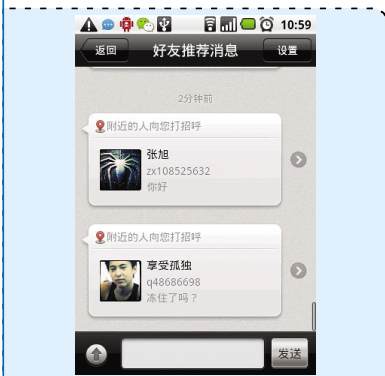 10:59
返回
好友推荐消息
设置
2分钟前
附近的人向您打招呼
张旭
zx108525632
你好
附近的人向您打招呼
享受孤独
q48686698
冻住了吗？
发送